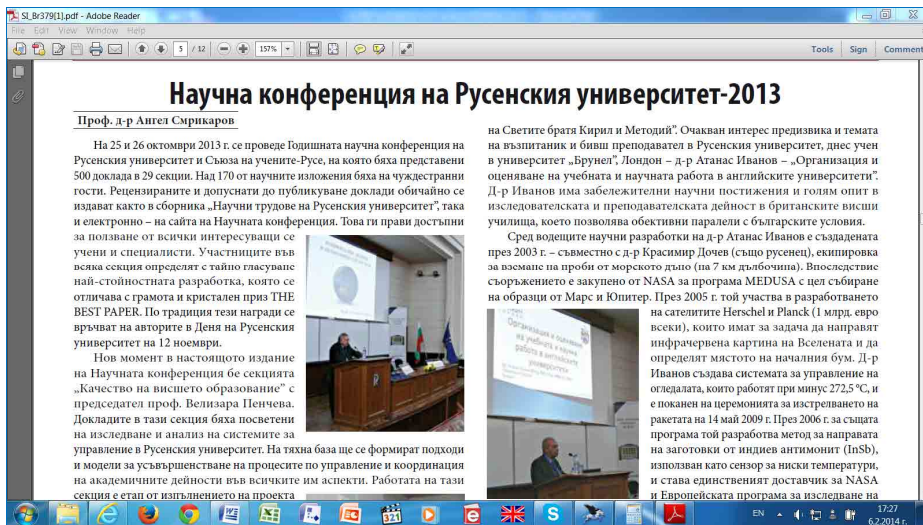 SI_Br379[1].pdf - Adobe Reader
File Edit View Window Help
5 / 12 157% Tools Sign Comment
Научна конференция на Русенския университет-2013
Проф. д-р Ангел Смрикаров
На 25 и 26 октомври 2013 г. се проведе Годишната научна конференция на
Русенския университет и Съюза на учените-Русе, на която бяха представени
500 доклада в 29 секции. Над 170 от научните изложения бяха на чуждестранни
гости. Рецензираните и допуснати до публикуване доклади обичайно се
издават както в сборника „Научни трудове на Русенския университет”, така
и електронно – на сайта на Научната конференция. Това ги прави достъпни
за ползване от всички интересуващи се
учени и специалисти. Участниците във
всяка секция определят с тайно гласуване
най-стойностната разработка, която се
отличава с грамота и кристален приз THE
BEST PAPER. По традиция тези награди се
връчват на авторите в Деня на Русенския
университет на 12 ноември.
Нов момент в настоящото издание
на Научната конференция бе секцията
„Качество на висшето образование” с
председател проф. Велизара Пенчева.
Докладите в тази секция бяха посветени
на изследване и анализ на системите за
управление в Русенския университет. На тяхна база ще се формират подходи
и модели за усъвършенстване на процесите по управление и координация
на академичните дейности във всичките им аспекти. Работата на тази
секция е етап от изпълнението на проекта
на Светите братя Кирил и Методий”. Очакван интерес предизвика и темата
на възпитаник и бивш преподавател в Русенския университет, днес учен
в университет „Брунел”, Лондон – д-р Атанас Иванов – „Организация и
оценяване на учебната и научната работа в английските университети”.
Д-р Иванов има забележителни научни постижения и голям опит в
изследователската и преподавателската дейност в британските висши
училища, което позволява обективни паралели с българските условия.
Сред водещите научни разработки на д-р Атанас Иванов е създадената
през 2003 г. – съвместно с д-р Красимир Дочев (също русенец), екипировка
за вземане на проби от морското дъно (на 7 км дълбочина). Впоследствие
съоръжението е закупено от NASA за програма MEDUSA с цел събиране
на образци от Марс и Юпитер. През 2005 г. той участва в разработването
на сателитите Herschel и Planck (1 млрд. евро
всеки), които имат за задача да направят
инфрачервена картина на Вселената и да
определят мястото на началния бум. Д-р
Иванов създава системата за управление на
огледалата, които работят при минус 272,5 °C, и
е поканен на церемонията за изстрелването на
ракетата на 14 май 2009 г. През 2006 г. за същата
програма той разработва метод за направата
на заготовки от индиев антимонит (InSb),
използван като сензор за ниски температури,
и става единственият доставчик за NASA
и Европейската програма за изследване на
Организация и оценяване
на учебната и научна
работа в английските
университети
EN 17:27
6.2.2014 г.